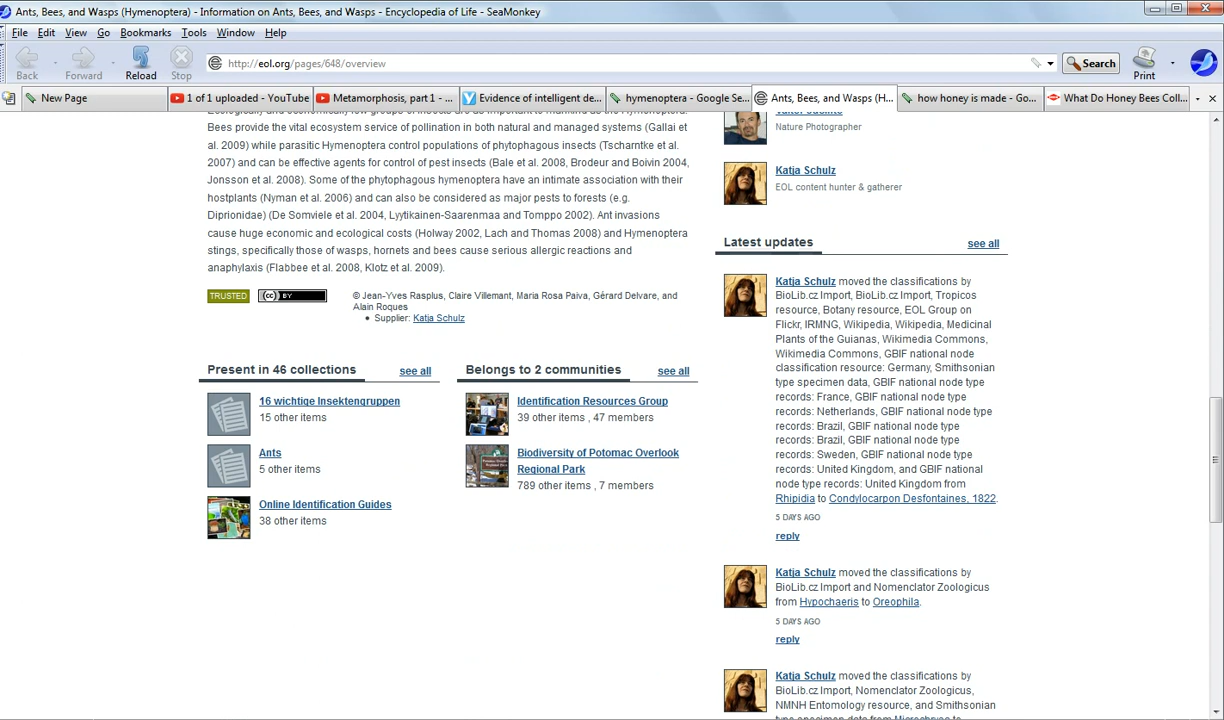 Ants, Bees, and Wasps (Hymenoptera) - Information on Ants, Bees, and Wasps - Encyclopedia of Life - SeaMonkey
File Edit View Go Bookmarks Tools Window Help
Back Forward Reload Stop http://eol.org/pages/648/overview Search Print
New Page 1 of 1 uploaded - YouTube Metamorphosis, part 1 - ... Evidence of intelligent de... hymenoptera - Google Se... Ants, Bees, and Wasps (H... how honey is made - Go... What Do Honey Bees Coll...
Bees provide the vital ecosystem service of pollination in both natural and managed systems (Gallai et
al. 2009) while parasitic Hymenoptera control populations of phytophagous insects (Tscharntke et al.
2007) and can be effective agents for control of pest insects (Bale et al. 2008, Brodeur and Boivin 2004,
Jonsson et al. 2008). Some of the phytophagous hymenoptera have an intimate association with their
hostplants (Nyman et al. 2006) and can also be considered as major pests to forests (e.g.
Diprionidae) (De Somviele et al. 2004, Lyytikainen-Saarenmaa and Tomppo 2002). Ant invasions
cause huge economic and ecological costs (Holway 2002, Lach and Thomas 2008) and Hymenoptera
stings, specifically those of wasps, hornets and bees cause serious allergic reactions and
anaphylaxis (Flabbee et al. 2008, Klotz et al. 2009).
TRUSTED
(cc) BY
© Jean-Yves Rasplus, Claire Villemant, Maria Rosa Paiva, Gérard Delvare, and
Alain Roques
• Supplier: Katja Schulz
Present in 46 collections see all
16 wichtige Insektengruppen
15 other items
Ants
5 other items
Online Identification Guides
38 other items
Belongs to 2 communities see all
Identification Resources Group
39 other items , 47 members
Biodiversity of Potomac Overlook
Regional Park
789 other items , 7 members
Nature Photographer
Katja Schulz
EOL content hunter & gatherer
Latest updates see all
Katja Schulz moved the classifications by
BioLib.cz Import, BioLib.cz Import, Tropicos
resource, Botany resource, EOL Group on
Flickr, IRMNG, Wikipedia, Wikipedia, Medicinal
Plants of the Guianas, Wikimedia Commons,
Wikimedia Commons, GBIF national node
classification resource: Germany, Smithsonian
type specimen data, GBIF national node type
records: France, GBIF national node type
records: Netherlands, GBIF national node type
records: Brazil, GBIF national node type
records: Brazil, GBIF national node type
records: Sweden, GBIF national node type
records: United Kingdom, and GBIF national
node type records: United Kingdom from
Rhipidia to Condylocarpon Desfontaines, 1822.
5 DAYS AGO
reply
Katja Schulz moved the classifications by
BioLib.cz Import and Nomenclator Zoologicus
from Hypochaeris to Oreophila.
5 DAYS AGO
reply
Katja Schulz moved the classifications by
BioLib.cz Import, Nomenclator Zoologicus,
NMNH Entomology resource, and Smithsonian